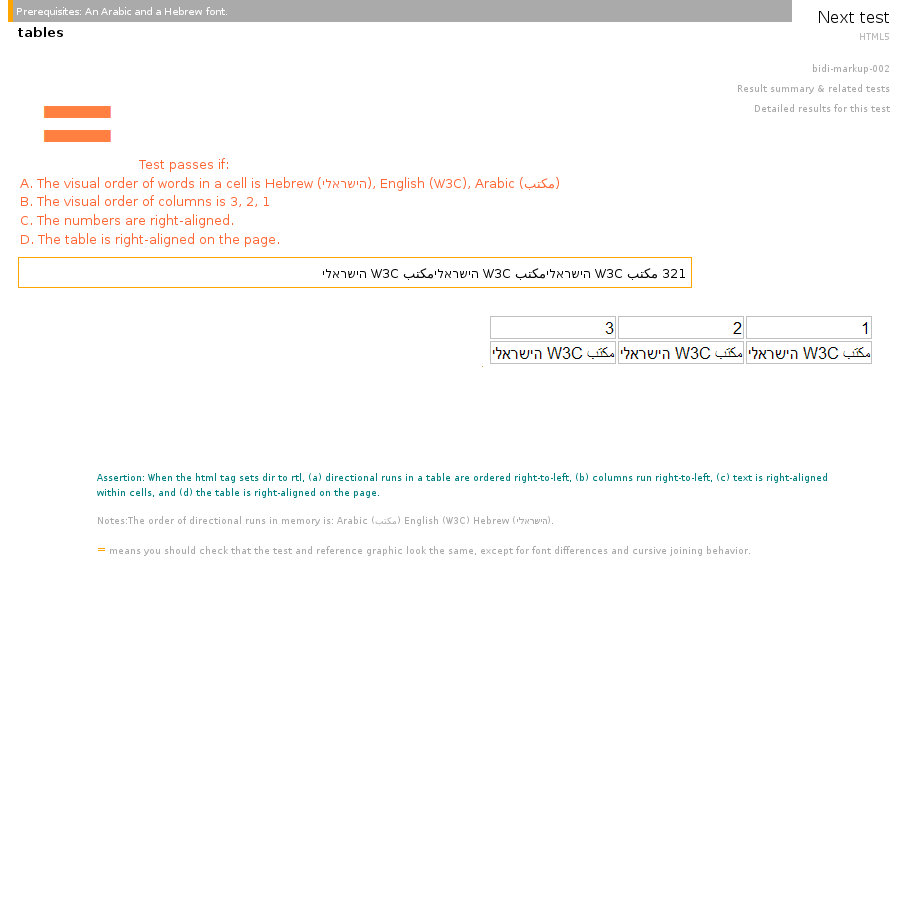 Prerequisites: An Arabic and a Hebrew font.
Next test
tables
HTML5
bidi-markup-002
Result summary & related tests
Detailed results for this test
=
Test passes if:
A. The visual order of words in a cell is Hebrew (הישראלי), English (W3C), Arabic (مكتب)
B. The visual order of columns is 3, 2, 1
C. The numbers are right-aligned.
D. The table is right-aligned on the page.
321 مكتب W3C הישראליمكتب W3C הישראליمكتب W3C הישראלי
1 2 3
مكتب W3C הישראלי مكتب W3C הישראלי مكتب W3C הישראלי
Assertion: When the html tag sets dir to rtl, (a) directional runs in a table are ordered right-to-left, (b) columns run right-to-left, (c) text is right-aligned
within cells, and (d) the table is right-aligned on the page.
Notes:The order of directional runs in memory is: Arabic (مكتب) English (W3C) Hebrew (הישראלי).
= means you should check that the test and reference graphic look the same, except for font differences and cursive joining behavior.